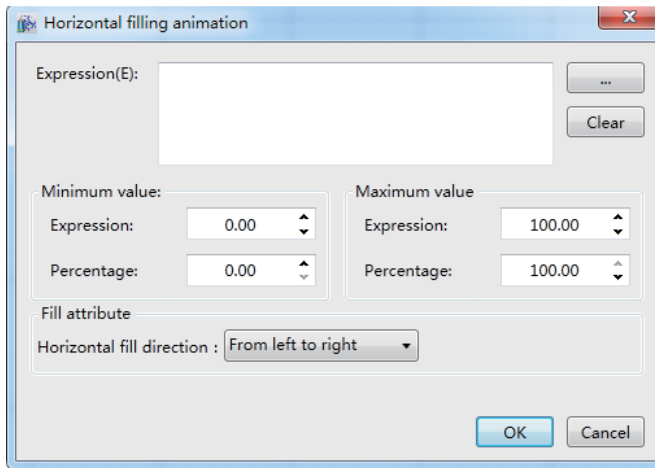 Horizontal filling animation
Expression(E):
...
Clear
Minimum value:
Maximum value
Expression: 0.00
Expression: 100.00
Percentage: 0.00
Percentage: 100.00
Fill attribute
Horizontal fill direction : From left to right
OK
Cancel